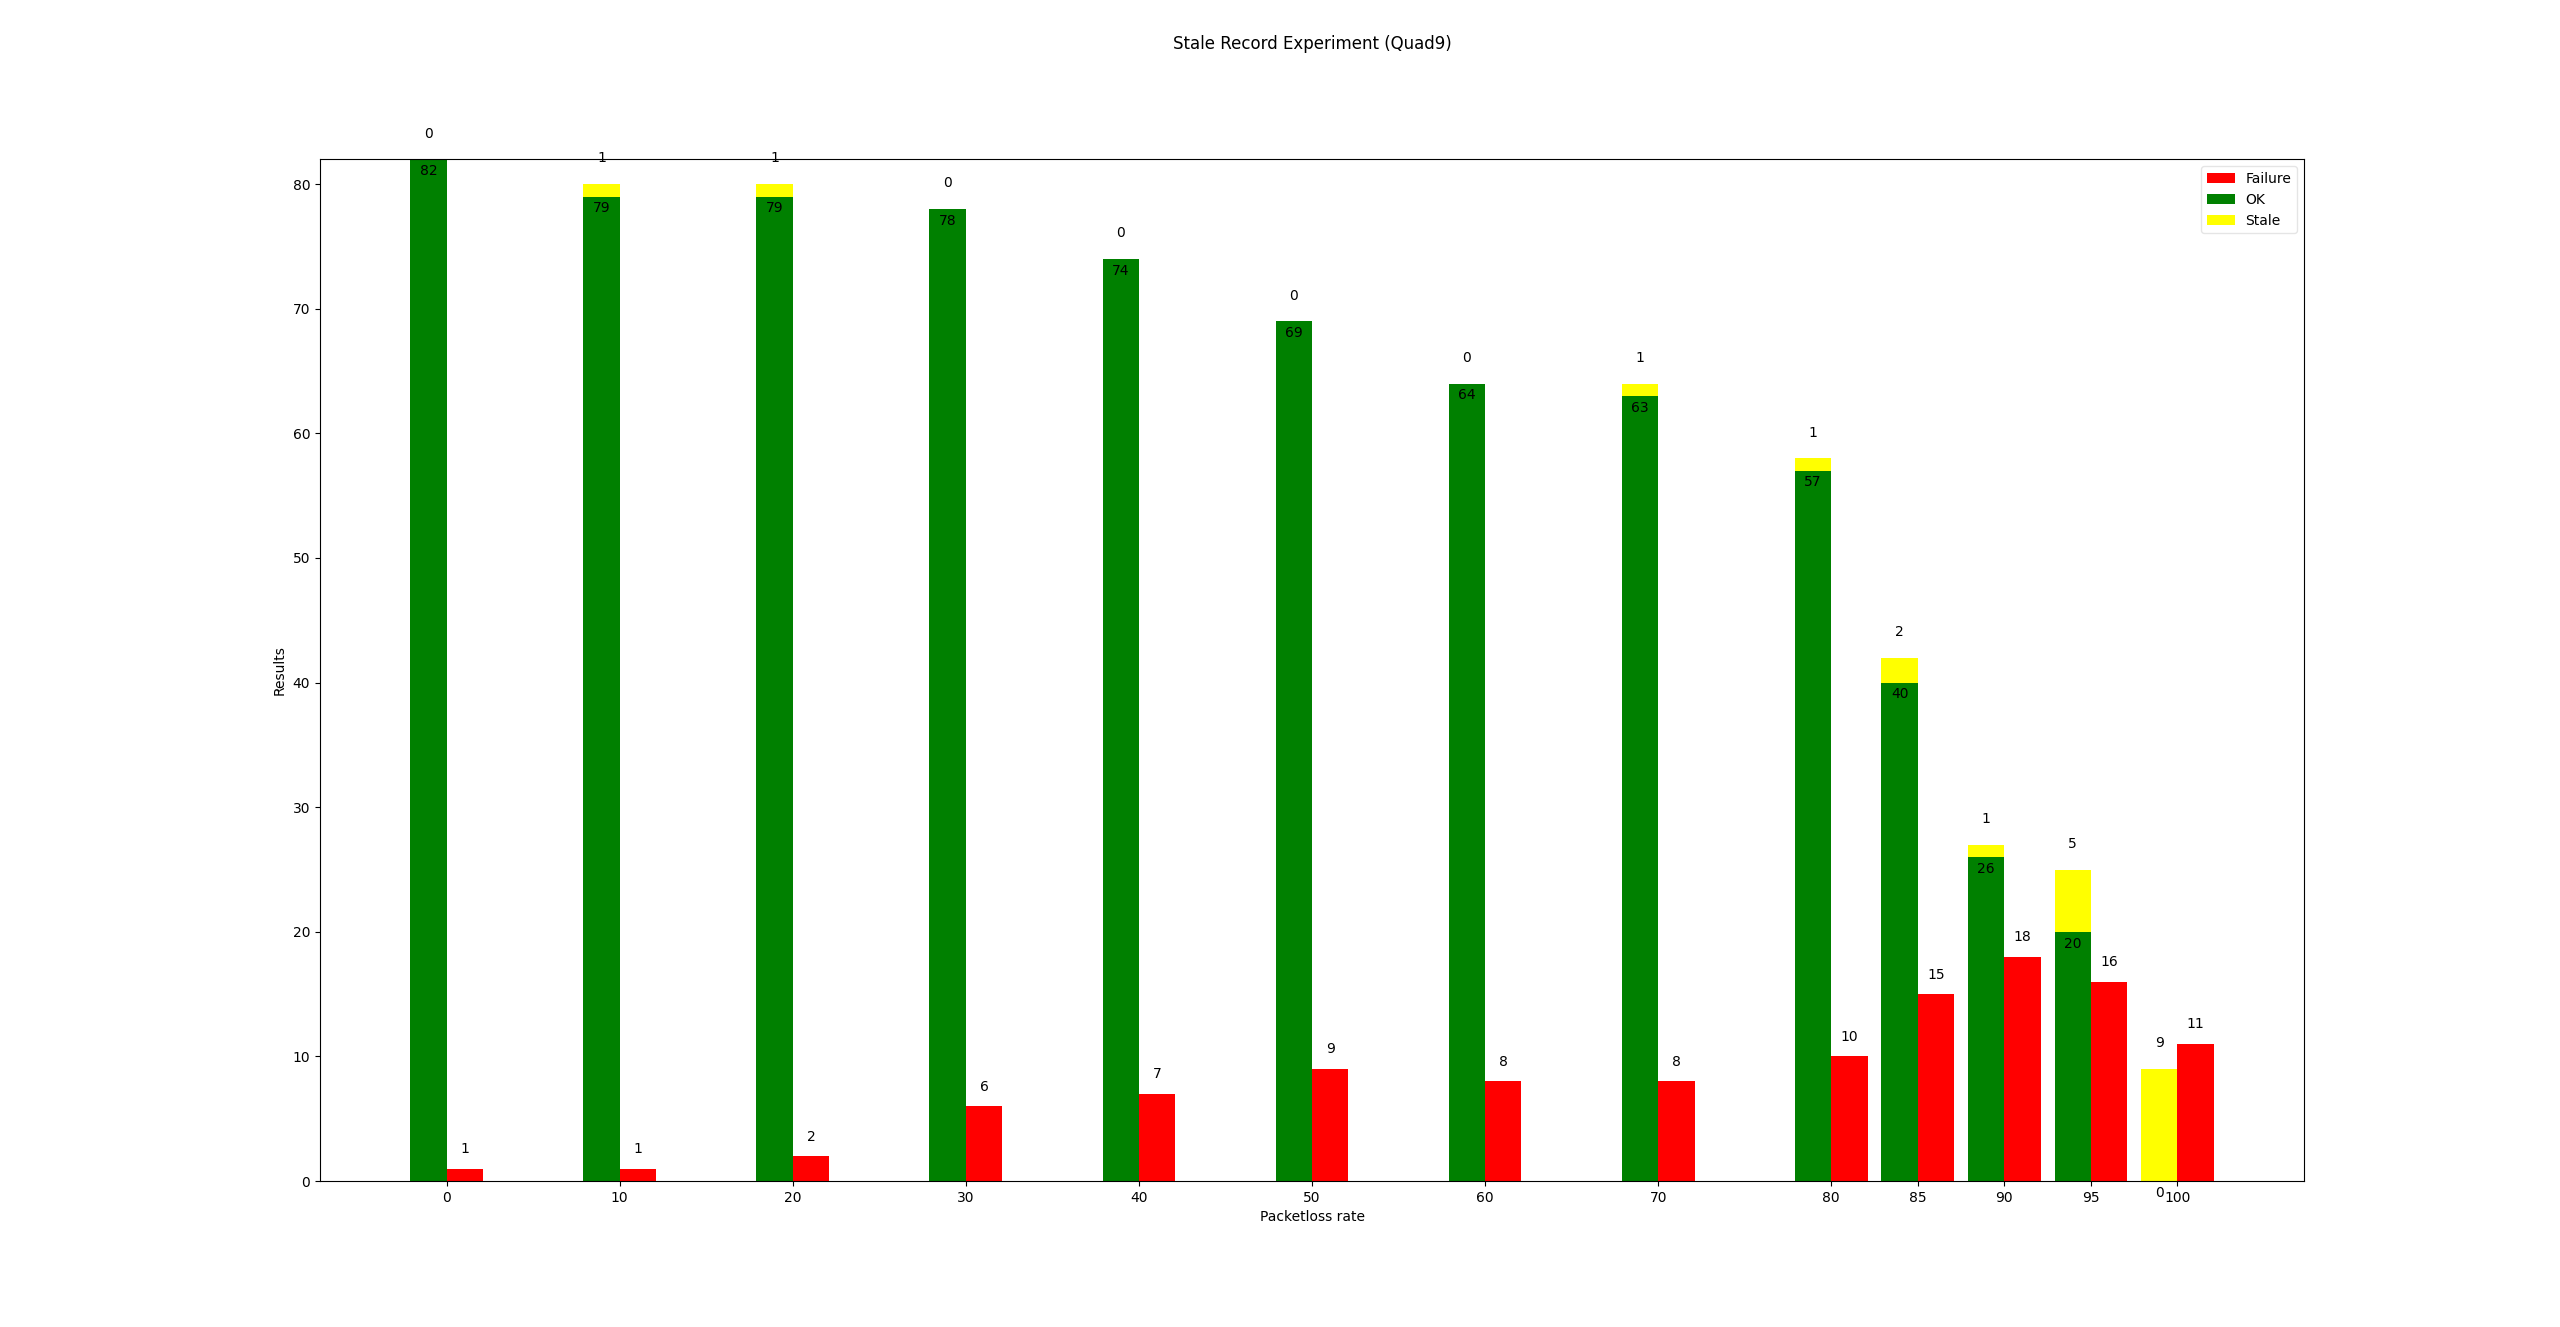 Stale Record Experiment (Quad9)
0 1 1 0 0 0 0 1 1 2 1 5 9
82 79 79 78 74 69 64 63 57 40 26 20 0
1 1 2 6 7 9 8 8 10 15 18 16 11
Failure
OK
Stale
80
70
60
50
40
30
20
10
0
Results
0 10 20 30 40 50 60 70 80 85 90 95 100
Packetloss rate